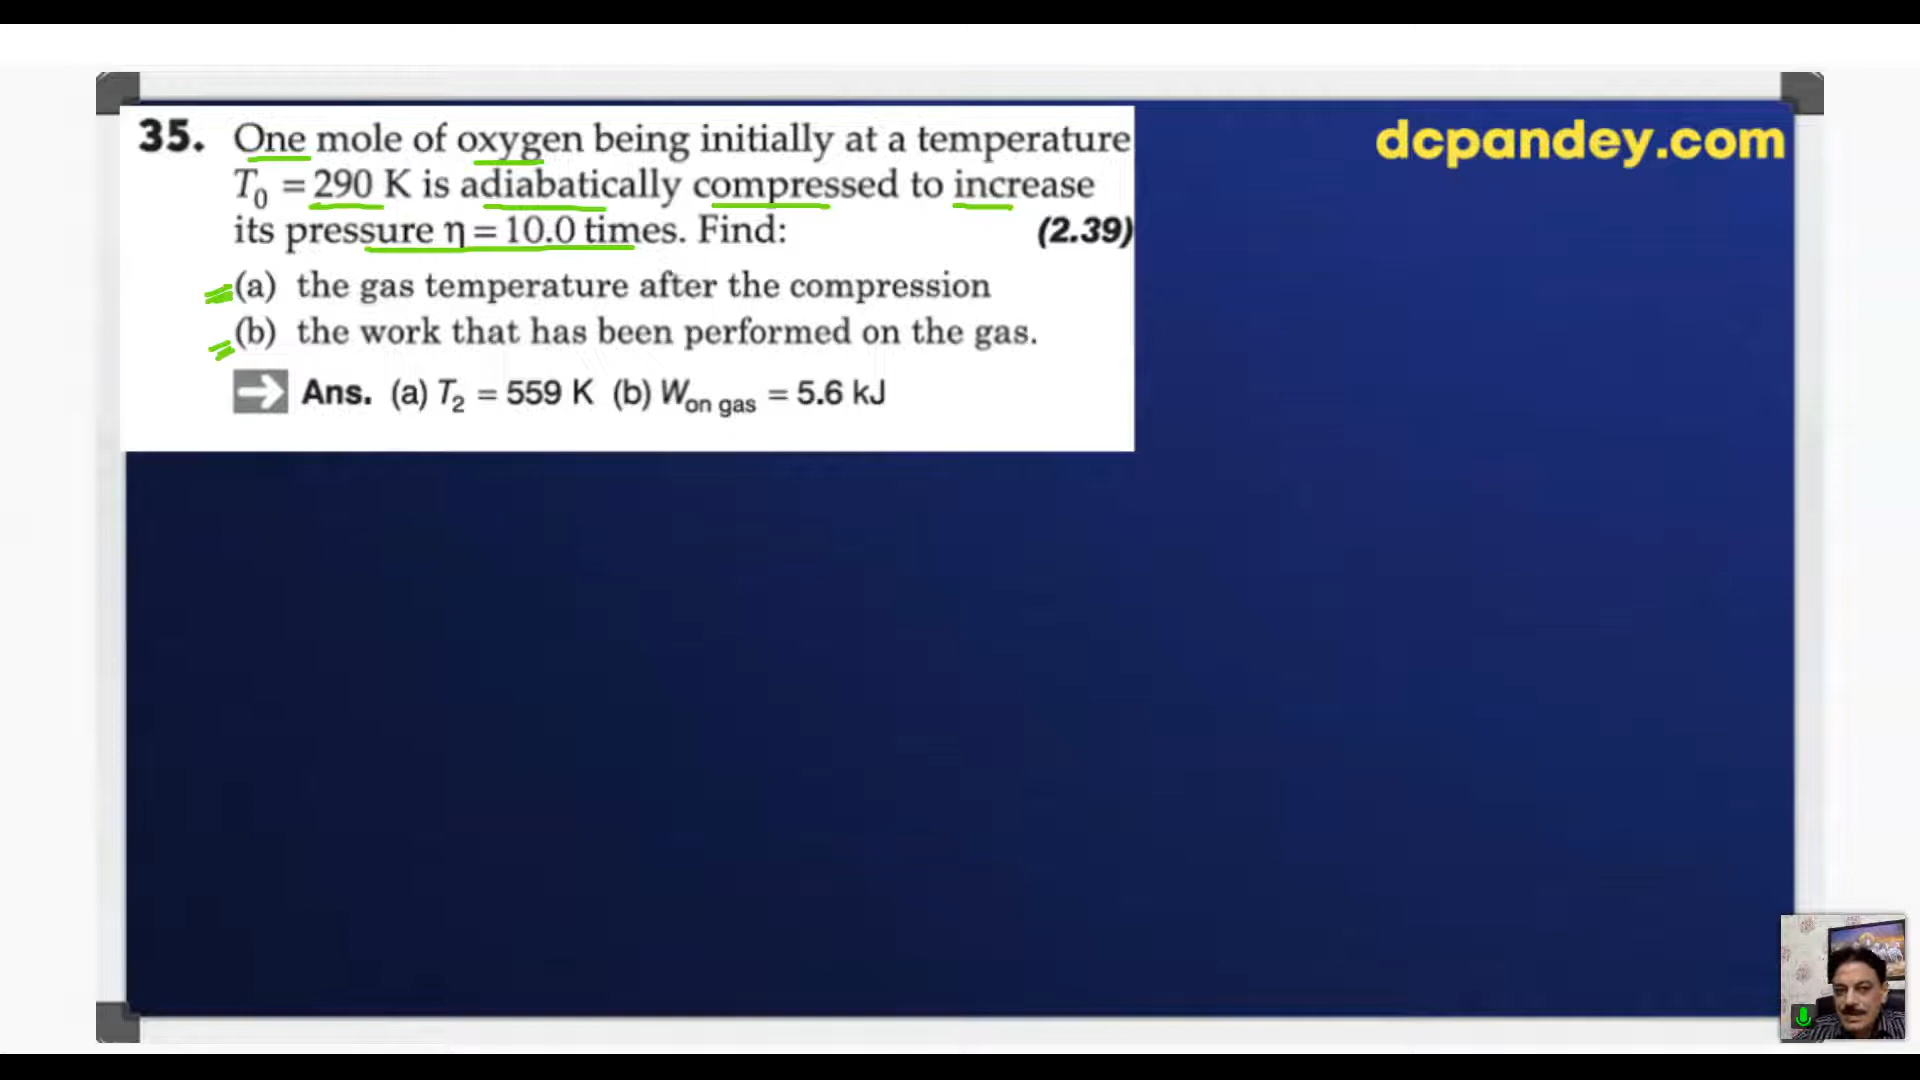 35. One mole of oxygen being initially at a temperature
T₀ = 290 K is adiabatically compressed to increase
its pressure η = 10.0 times. Find: (2.39)
(a) the gas temperature after the compression
(b) the work that has been performed on the gas.
Ans. (a) T₂ = 559 K (b) W_on gas = 5.6 kJ
dcpandey.com